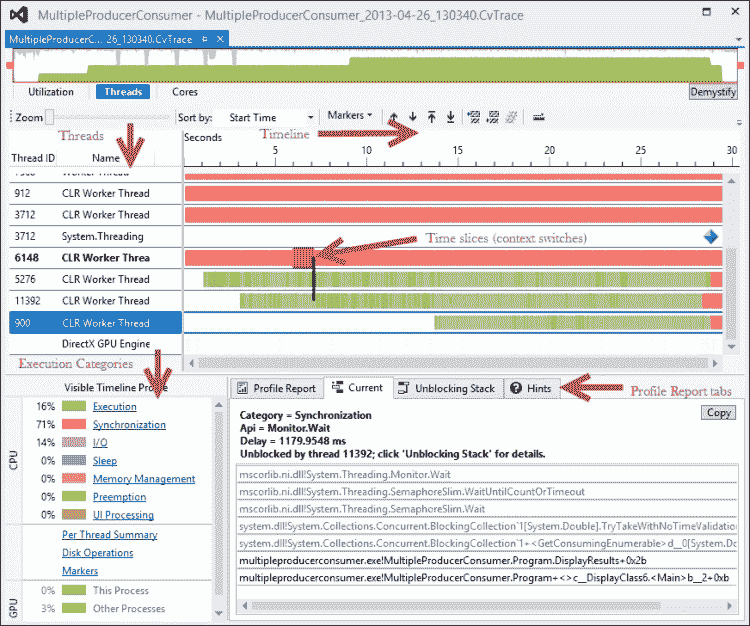 MultipleProducerConsumer - MultipleProducerConsumer_2013-04-26_130340.CvTrace
MultipleProducerC... 26_130340.CvTrace
Utilization Threads Cores Demystify
Zoom Sort by: Start Time Markers
Threads Timeline Seconds
5 10 15 20 25 30
Thread ID Name
Worker Thread
912 CLR Worker Thread
3712 CLR Worker Thread
3712 System.Threading
Time slices (context switches)
6148 CLR Worker Threa
5276 CLR Worker Thread
11392 CLR Worker Thread
900 CLR Worker Thread
DirectX GPU Engine
Execution Categories
Visible Timeline Profile
CPU
16% Execution
71% Synchronization
14% I/O
0% Sleep
0% Memory Management
0% Preemption
0% UI Processing
Per Thread Summary
Disk Operations
Markers
GPU
0% This Process
3% Other Processes
Profile Report Current Unblocking Stack Hints
Profile Report tabs
Copy
Category = Synchronization
Api = Monitor.Wait
Delay = 1179.9548 ms
Unblocked by thread 11392; click 'Unblocking Stack' for details.
mscorlib.ni.dll!System.Threading.Monitor.Wait
mscorlib.ni.dll!System.Threading.SemaphoreSlim.WaitUntilCountOrTimeout
mscorlib.ni.dll!System.Threading.SemaphoreSlim.Wait
system.dll!System.Collections.Concurrent.BlockingCollection`1[System.Double].TryTakeWithNoTimeValidation
system.dll!System.Collections.Concurrent.BlockingCollection`1+<GetConsumingEnumerable>d__0[System.Do
multipleproducerconsumer.exe!MultipleProducerConsumer.Program.DisplayResults+0x2b
multipleproducerconsumer.exe!MultipleProducerConsumer.Program+<>c__DisplayClass6.<Main>b__2+0xb